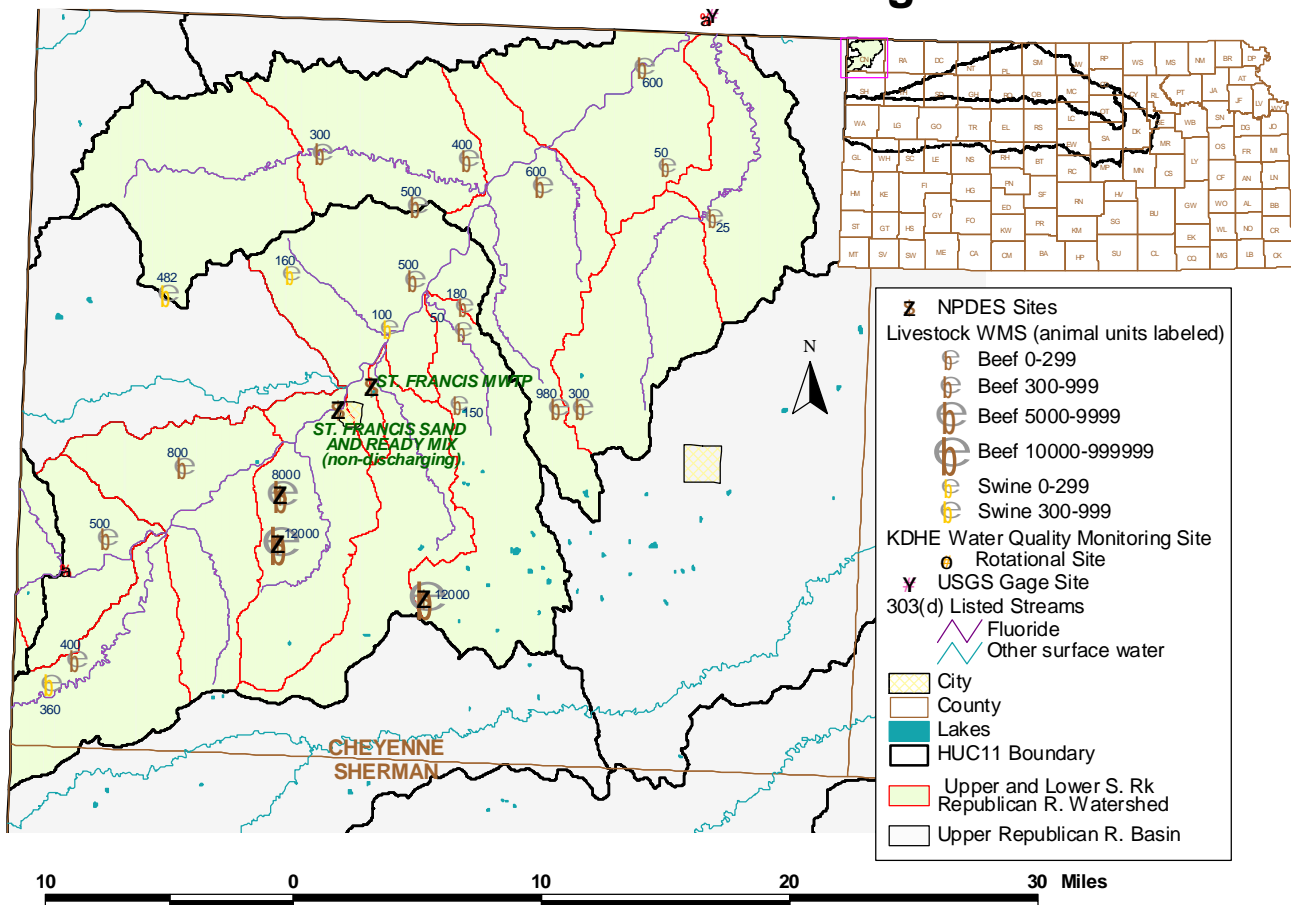 g
600
300
400
50
500
600
25
160
482
500
180
50
100
ST. FRANCIS MWTP
980
300
150
ST. FRANCIS SAND
AND READY MIX
(non-discharging)
800
8000
500
12000
12000
400
360
CHEYENNE
SHERMAN
N
CN RA DC NT PL SM JW RP WS MS NM BR DP
AT
SH SD GH RO OB MC CY RL PT JA JF LV WY
OT
WA LG GO TR EL RS LC SA DK WB SN DG JO
EW
GL WH SC LE NS RH BT RC MP MN MR LY OS FR MI
CS
HM KE FI HG PN SF HV CF AN LN
GY ED RN BU GW WO AL BB
ST GT HS FO KW PR SG
KM EK WL NO CR
MT SV SW ME CA CM BA HP SU CL CQ MG LB CK
NPDES Sites
Livestock WMS (animal units labeled)
Beef 0-299
Beef 300-999
Beef 5000-9999
Beef 10000-999999
Swine 0-299
Swine 300-999
KDHE Water Quality Monitoring Site
Rotational Site
USGS Gage Site
303(d) Listed Streams
Fluoride
Other surface water
City
County
Lakes
HUC11 Boundary
Upper and Lower S. Rk
Republican R. Watershed
Upper Republican R. Basin
10 0 10 20 30 Miles